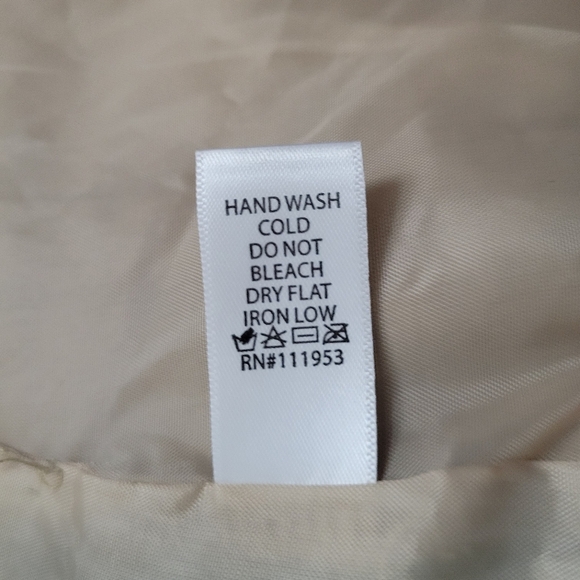 HAND WASH
COLD
DO NOT
BLEACH
DRY FLAT
IRON LOW
RN#111953